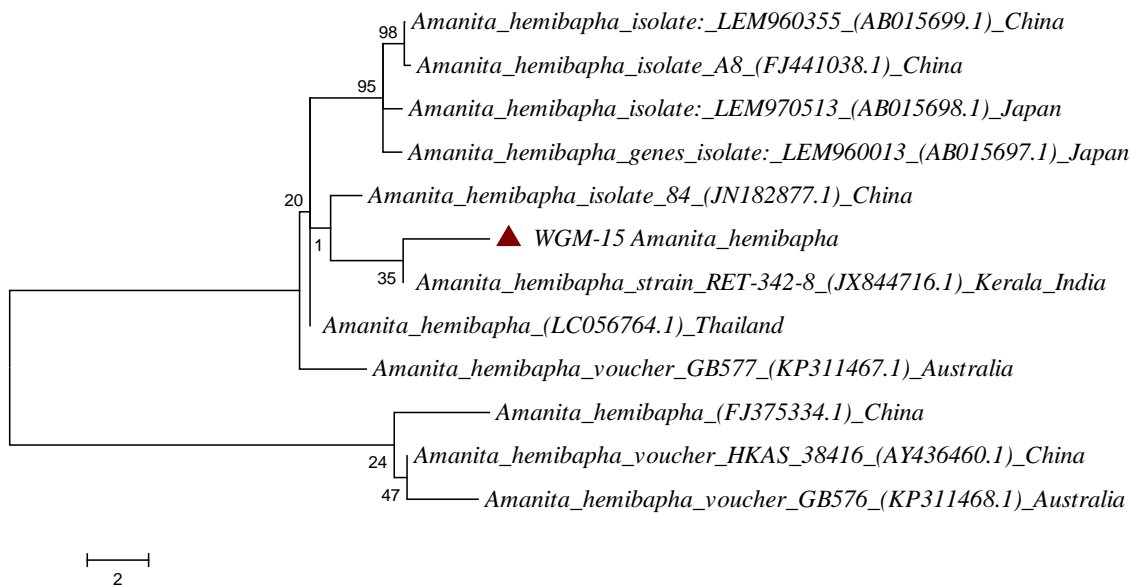 Amanita_hemibapha_isolate:_LEM960355_(AB015699.1)_China
98
Amanita_hemibapha_isolate_A8_(FJ441038.1)_China
95
Amanita_hemibapha_isolate:_LEM970513_(AB015698.1)_Japan
Amanita_hemibapha_genes_isolate:_LEM960013_(AB015697.1)_Japan
20
Amanita_hemibapha_isolate_84_(JN182877.1)_China
1
WGM-15 Amanita_hemibapha
35
Amanita_hemibapha_strain_RET-342-8_(JX844716.1)_Kerala_India
Amanita_hemibapha_(LC056764.1)_Thailand
Amanita_hemibapha_voucher_GB577_(KP311467.1)_Australia
Amanita_hemibapha_(FJ375334.1)_China
24
Amanita_hemibapha_voucher_HKAS_38416_(AY436460.1)_China
47
Amanita_hemibapha_voucher_GB576_(KP311468.1)_Australia
2